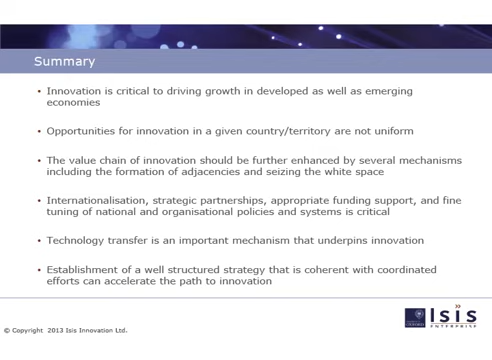 Summary
• Innovation is critical to driving growth in developed as well as emerging
economies
• Opportunities for innovation in a given country/territory are not uniform
• The value chain of innovation should be further enhanced by several mechanisms
including the formation of adjacencies and seizing the white space
• Internationalisation, strategic partnerships, appropriate funding support, and fine
tuning of national and organisational policies and systems is critical
• Technology transfer is an important mechanism that underpins innovation
• Establishment of a well structured strategy that is coherent with coordinated
efforts can accelerate the path to innovation
OXFORD
Isis
ENTERPRISE
© Copyright 2013 Isis Innovation Ltd.